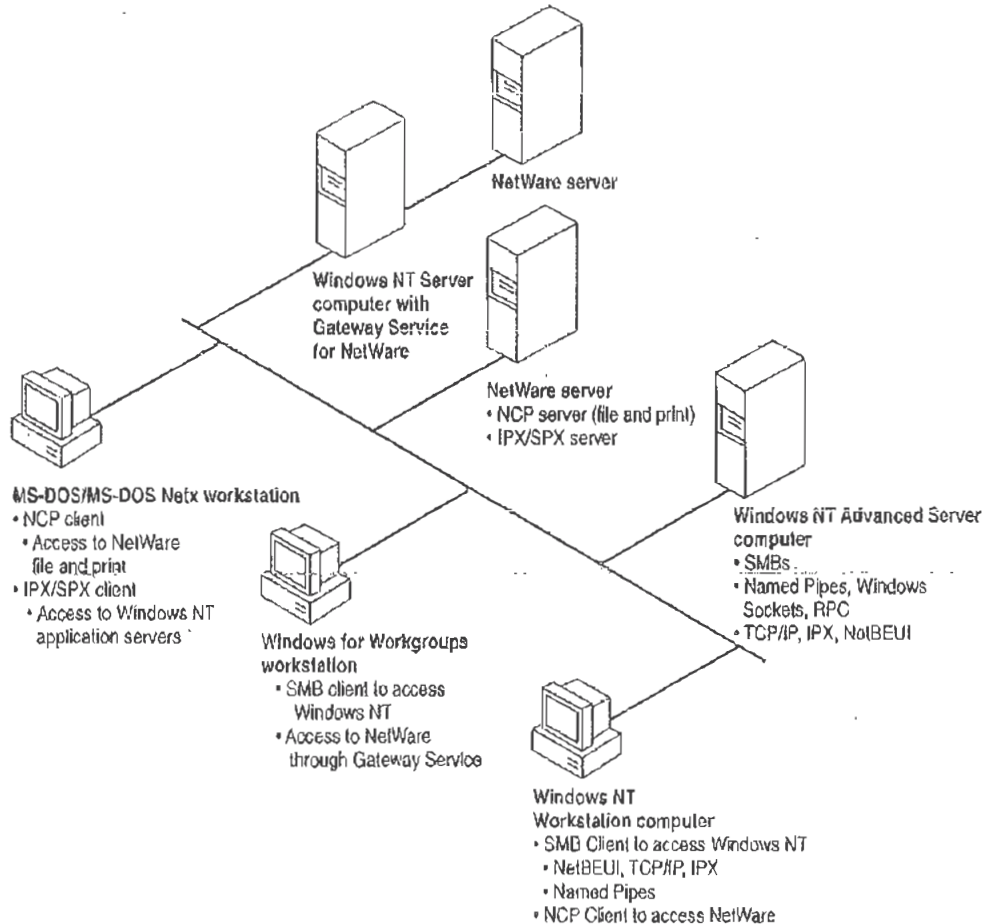 NetWare server
Windows NT Server
computer with
Gateway Service
for NetWare
NetWare server
• NCP server (file and print)
• IPX/SPX server
MS-DOS/MS-DOS Netx workstation
• NCP client
• Access to NetWare
file and print
• IPX/SPX client
• Access to Windows NT
application servers
Windows for Workgroups
workstation
• SMB client to access
Windows NT
• Access to NetWare
through Gateway Service
Windows NT Advanced Server
computer
• SMBs
• Named Pipes, Windows
Sockets, RPC
• TCP/IP, IPX, NetBEUI
Windows NT
Workstation computer
• SMB Client to access Windows NT
• NetBEUI, TCP/IP, IPX
• Named Pipes
• NCP Client to access NetWare